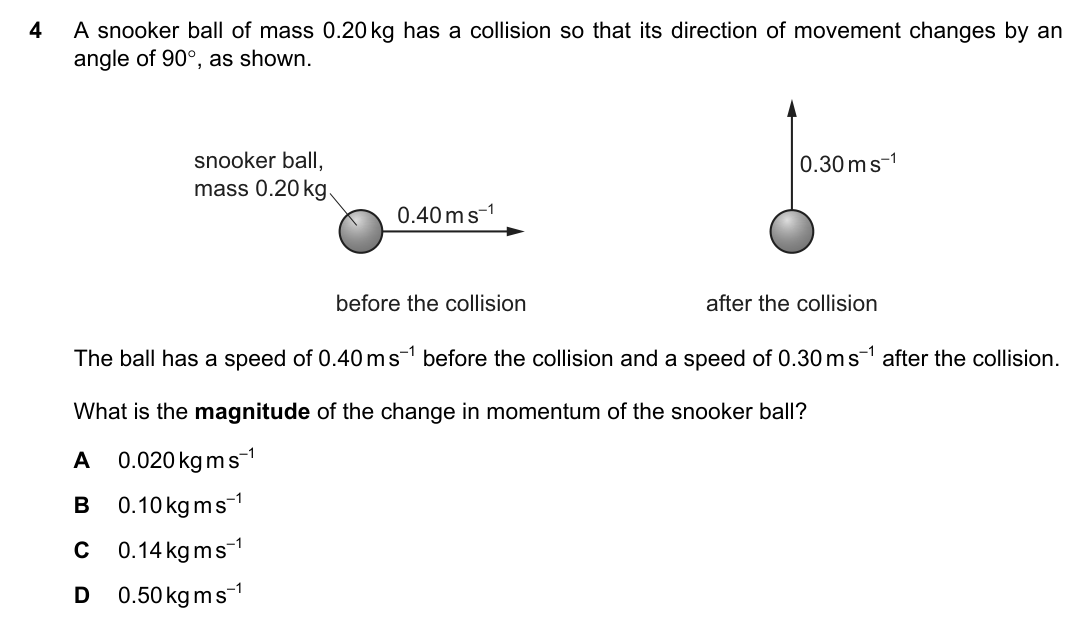 4 A snooker ball of mass 0.20 kg has a collision so that its direction of movement changes by an
angle of 90°, as shown.
snooker ball,
mass 0.20 kg
0.40 m s⁻¹
0.30 m s⁻¹
before the collision
after the collision
The ball has a speed of 0.40 m s⁻¹ before the collision and a speed of 0.30 m s⁻¹ after the collision.
What is the magnitude of the change in momentum of the snooker ball?
A 0.020 kg m s⁻¹
B 0.10 kg m s⁻¹
C 0.14 kg m s⁻¹
D 0.50 kg m s⁻¹